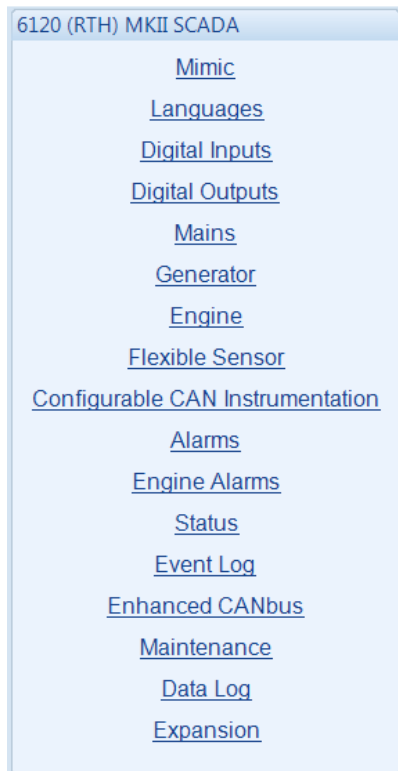 6120 (RTH) MKII SCADA
Mimic
Languages
Digital Inputs
Digital Outputs
Mains
Generator
Engine
Flexible Sensor
Configurable CAN Instrumentation
Alarms
Engine Alarms
Status
Event Log
Enhanced CANbus
Maintenance
Data Log
Expansion